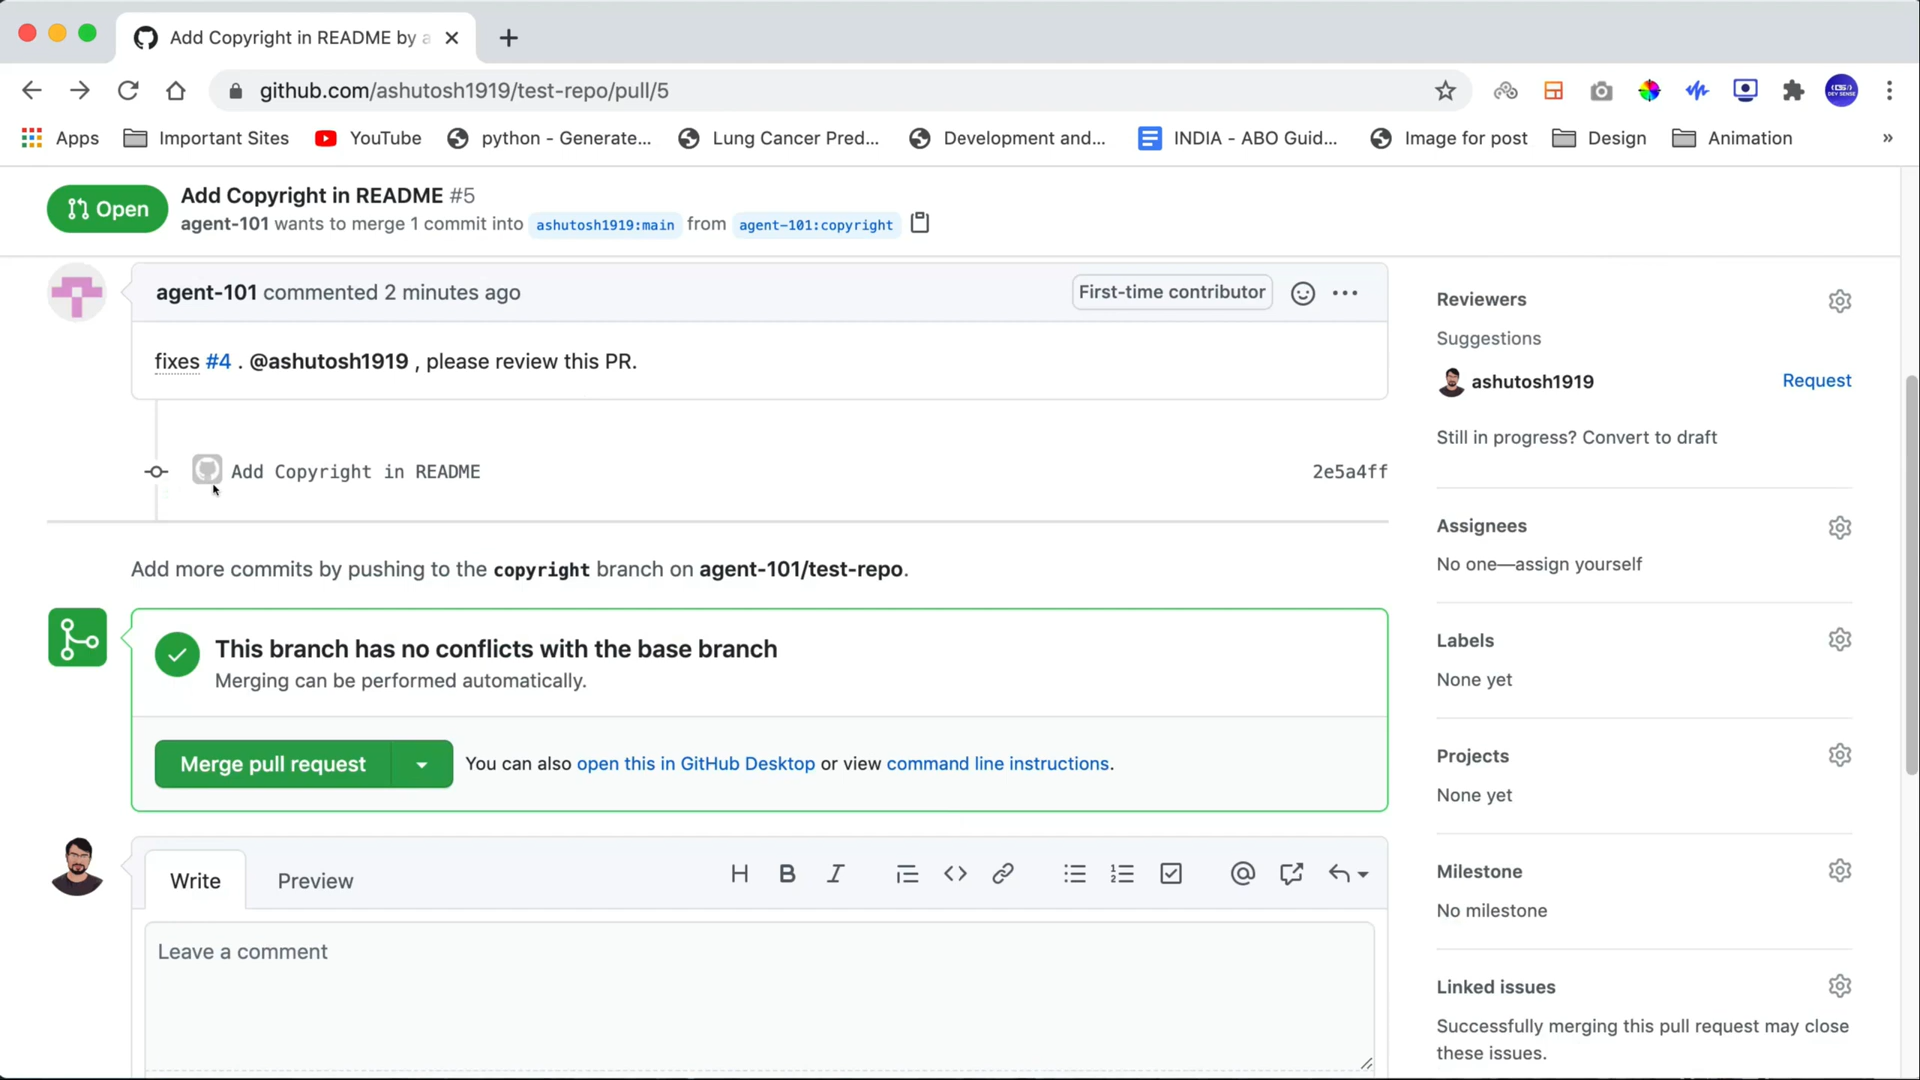 Add Copyright in README by a
github.com/ashutosh1919/test-repo/pull/5
DEV SENSE
Apps
Important Sites
YouTube
python - Generate...
Lung Cancer Pred...
Development and...
INDIA - ABO Guid...
Image for post
Design
Animation
»
Open
Add Copyright in README #5
agent-101 wants to merge 1 commit into ashutosh1919:main from agent-101:copyright
agent-101 commented 2 minutes ago
First-time contributor
fixes #4 . @ashutosh1919 , please review this PR.
Add Copyright in README
2e5a4ff
Add more commits by pushing to the copyright branch on agent-101/test-repo.
This branch has no conflicts with the base branch
Merging can be performed automatically.
Merge pull request
You can also open this in GitHub Desktop or view command line instructions.
Write
Preview
Leave a comment
Reviewers
Suggestions
ashutosh1919
Request
Still in progress? Convert to draft
Assignees
No one—assign yourself
Labels
None yet
Projects
None yet
Milestone
No milestone
Linked issues
Successfully merging this pull request may close
these issues.